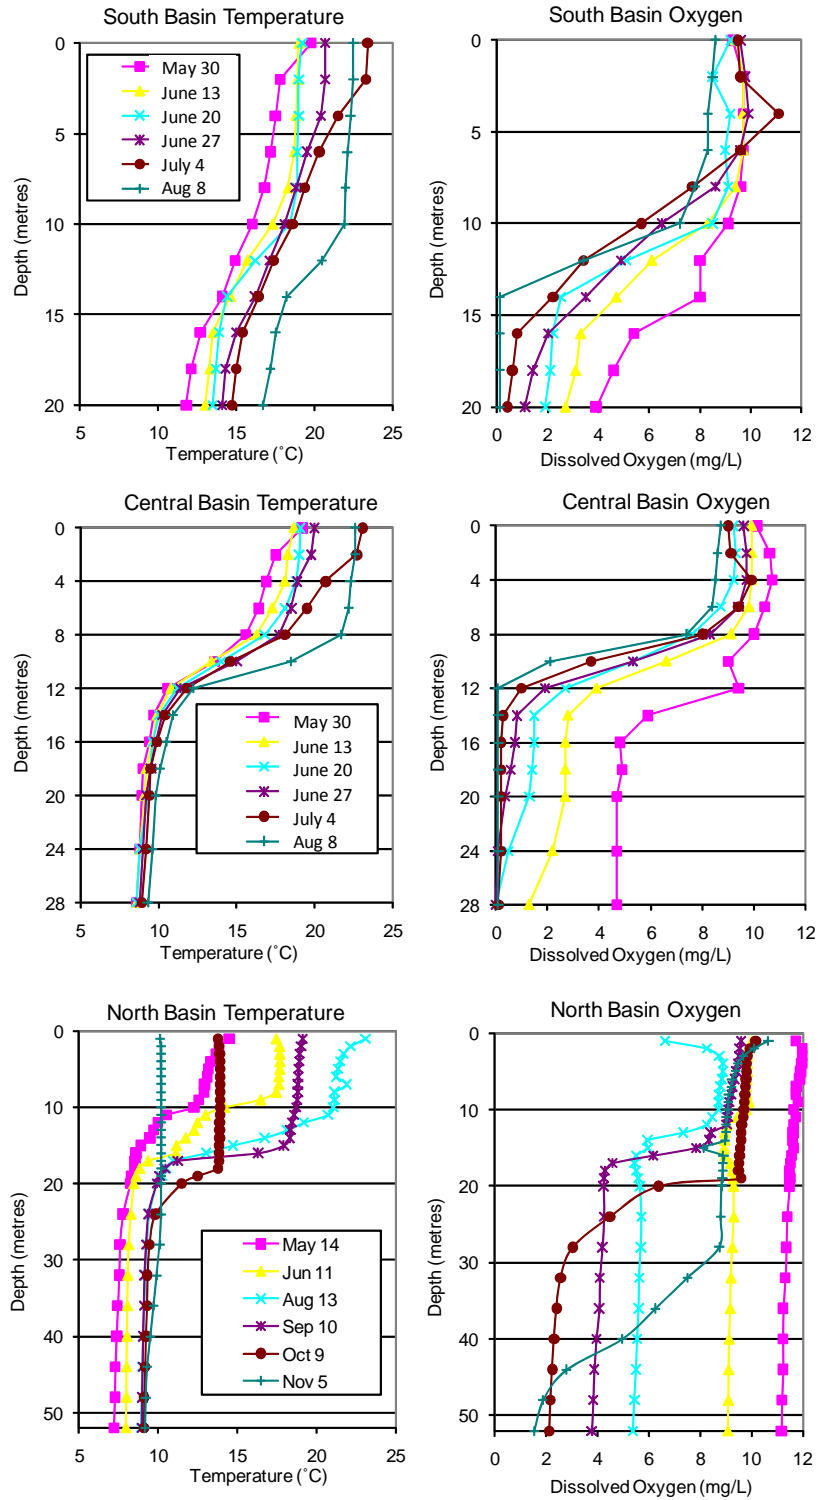 South Basin Temperature
0
5
10
15
20
Depth (metres)
May 30
June 13
June 20
June 27
July 4
Aug 8
5 10 15 20 25
Temperature (˚C)
South Basin Oxygen
0
5
10
15
20
Depth (metres)
0 2 4 6 8 10 12
Dissolved Oxygen (mg/L)
Central Basin Temperature
0
4
8
12
16
20
24
28
Depth (metres)
May 30
June 13
June 20
June 27
July 4
Aug 8
5 10 15 20 25
Temperature (˚C)
Central Basin Oxygen
0
4
8
12
16
20
24
28
Depth (metres)
0 2 4 6 8 10 12
Dissolved Oxygen (mg/L)
North Basin Temperature
0
10
20
30
40
50
Depth (metres)
May 14
Jun 11
Aug 13
Sep 10
Oct 9
Nov 5
5 10 15 20 25
Temperature (˚C)
North Basin Oxygen
0
10
20
30
40
50
Depth (metres)
0 2 4 6 8 10 12
Dissolved Oxygen (mg/L)